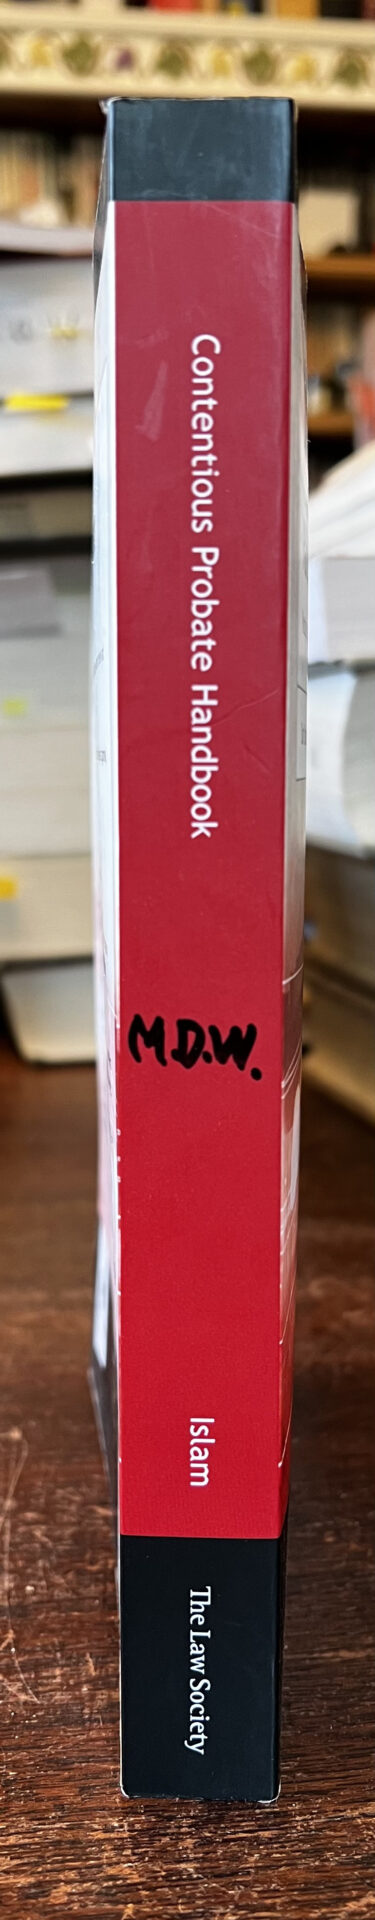 Contentious Probate Handbook
M.D.W.
Islam
The Law Society